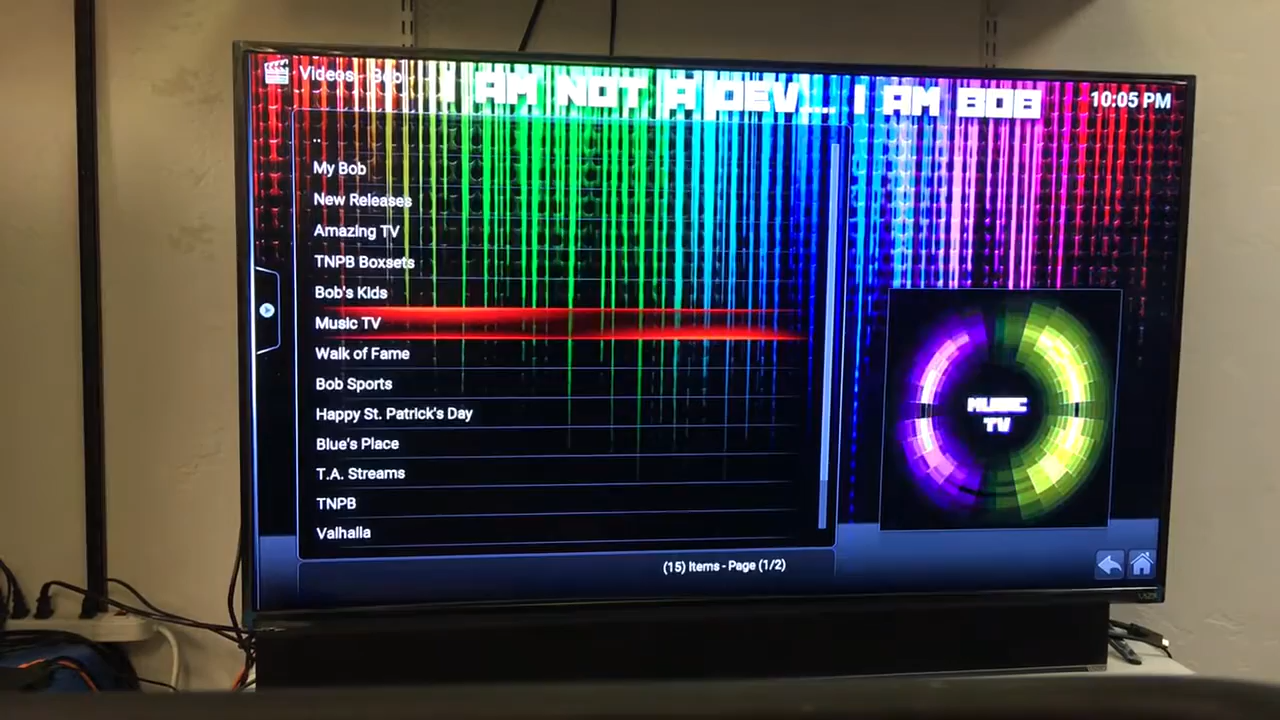 Videos - Bob
I AM NOT A DEV... I AM BOB
10:05 PM
..
My Bob
New Releases
Amazing TV
TNPB Boxsets
Bob's Kids
Music TV
Walk of Fame
Bob Sports
Happy St. Patrick's Day
Blue's Place
T.A. Streams
TNPB
Valhalla
MUSIC
TV
(15) Items - Page (1/2)
VIZIO